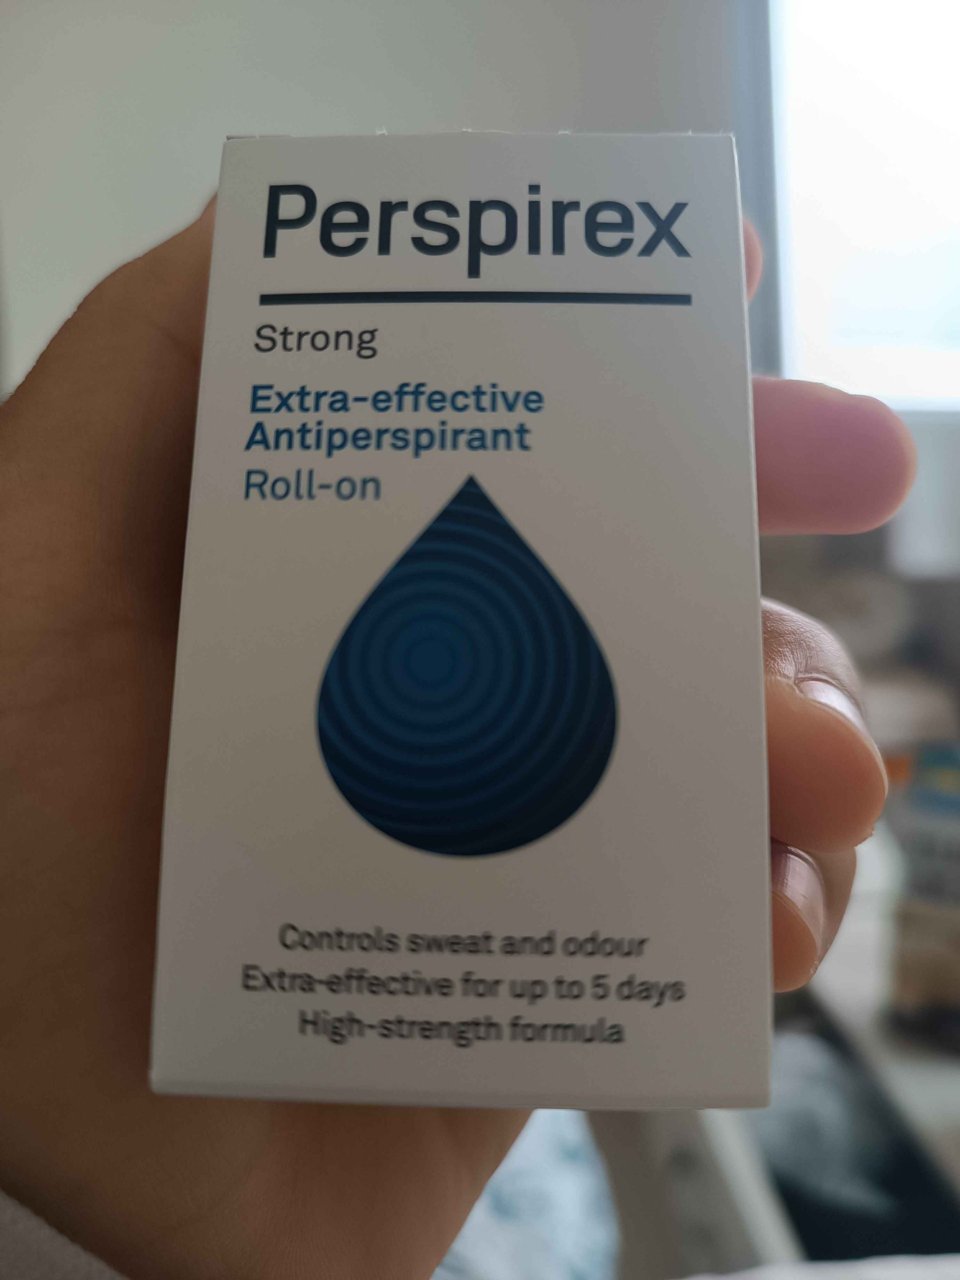 Perspirex
Strong
Extra-effective
Antiperspirant
Roll-on
Controls sweat and odour
Extra-effective for up to 5 days
High-strength formula